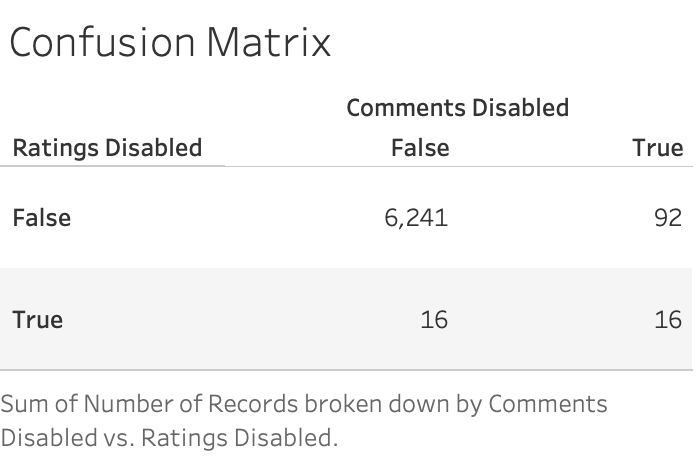 Confusion Matrix
Comments Disabled
Ratings Disabled False True
False 6,241 92
True 16 16
Sum of Number of Records broken down by Comments
Disabled vs. Ratings Disabled.